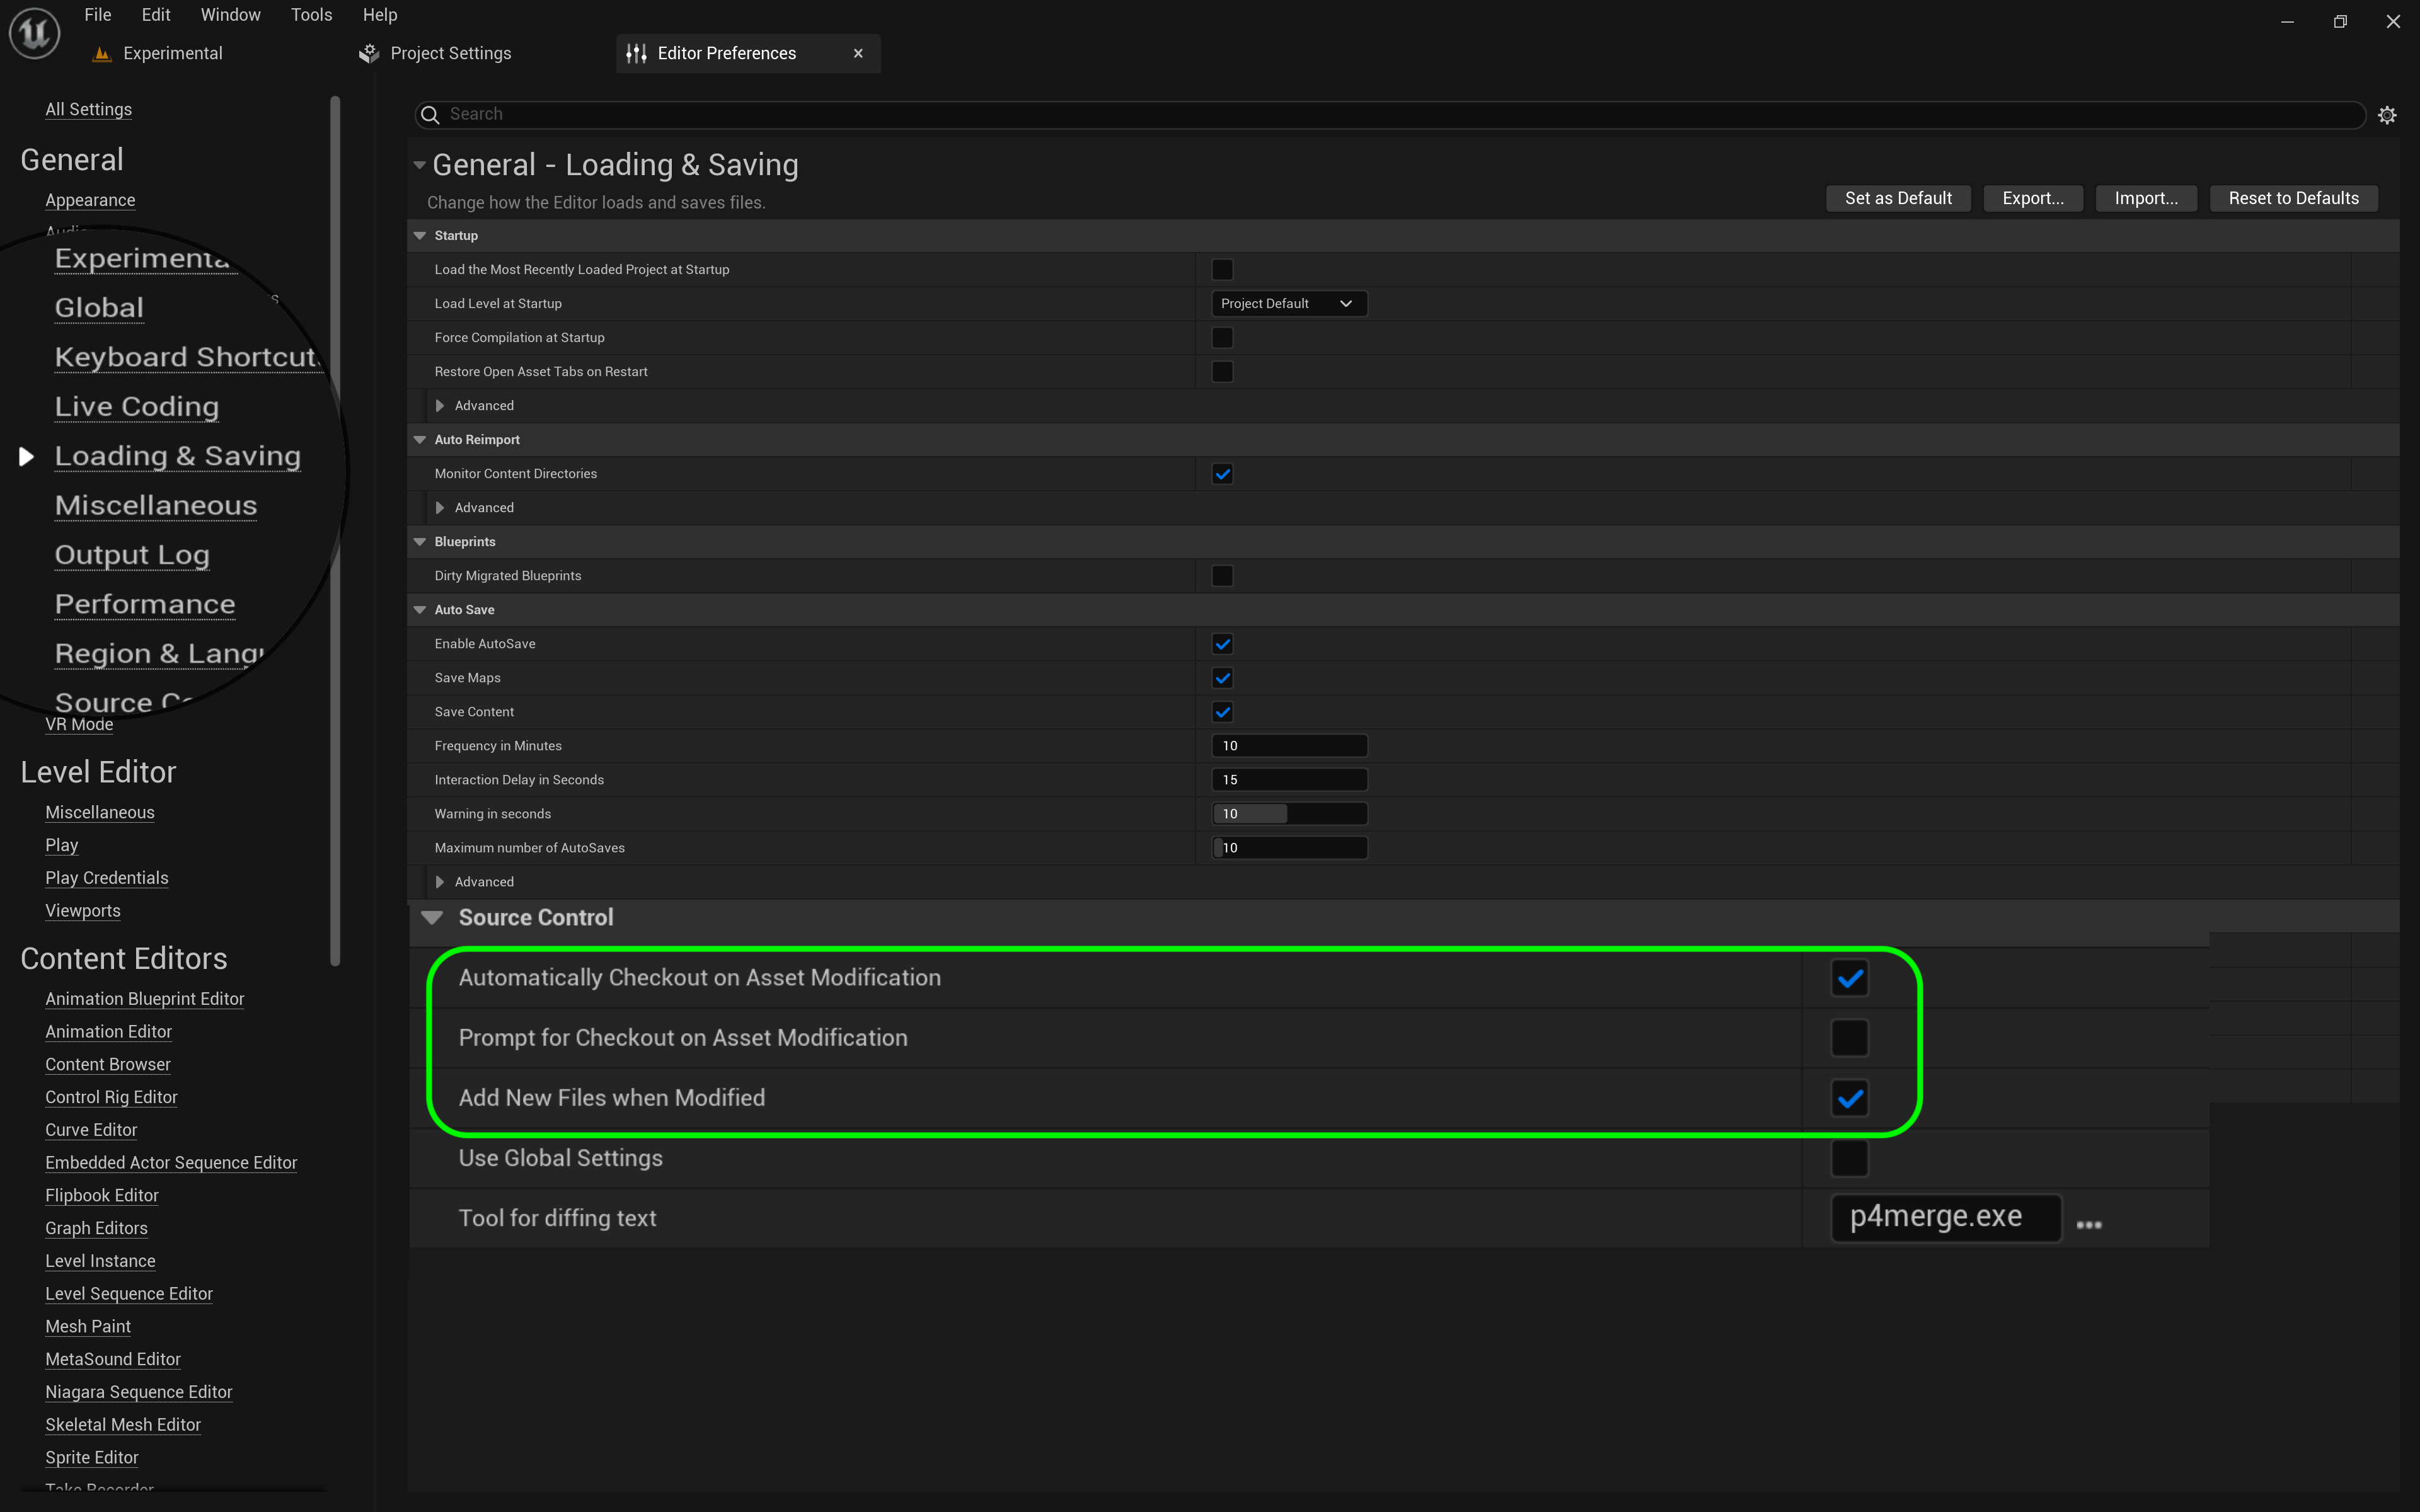 File Edit Window Tools Help
Experimental Project Settings Editor Preferences
All Settings
General
Appearance
Global
Keyboard Shortcut
Live Coding
Loading & Saving
Miscellaneous
Output Log
Performance
Region &
Source
VR Mode
Level Editor
Miscellaneous
Play
Play Credentials
Viewports
Content Editors
Animation Blueprint Editor
Animation Editor
Content Browser
Control Rig Editor
Curve Editor
Embedded Actor Sequence Editor
Flipbook Editor
Graph Editors
Level Instance
Level Sequence Editor
Mesh Paint
MetaSound Editor
Niagara Sequence Editor
Skeletal Mesh Editor
Sprite Editor
Take Recorder
Search
General - Loading & Saving
Change how the Editor loads and saves files.
Set as Default Export... Import... Reset to Defaults
Startup
Load the Most Recently Loaded Project at Startup
Load Level at Startup Project Default
Force Compilation at Startup
Restore Open Asset Tabs on Restart
Advanced
Auto Reimport
Monitor Content Directories
Advanced
Blueprints
Dirty Migrated Blueprints
Auto Save
Enable AutoSave
Save Maps
Save Content
Frequency in Minutes 10
Interaction Delay in Seconds 15
Warning in seconds 10
Maximum number of AutoSaves 10
Advanced
Source Control
Automatically Checkout on Asset Modification
Prompt for Checkout on Asset Modification
Add New Files when Modified
Use Global Settings
Tool for diffing text p4merge.exe ...